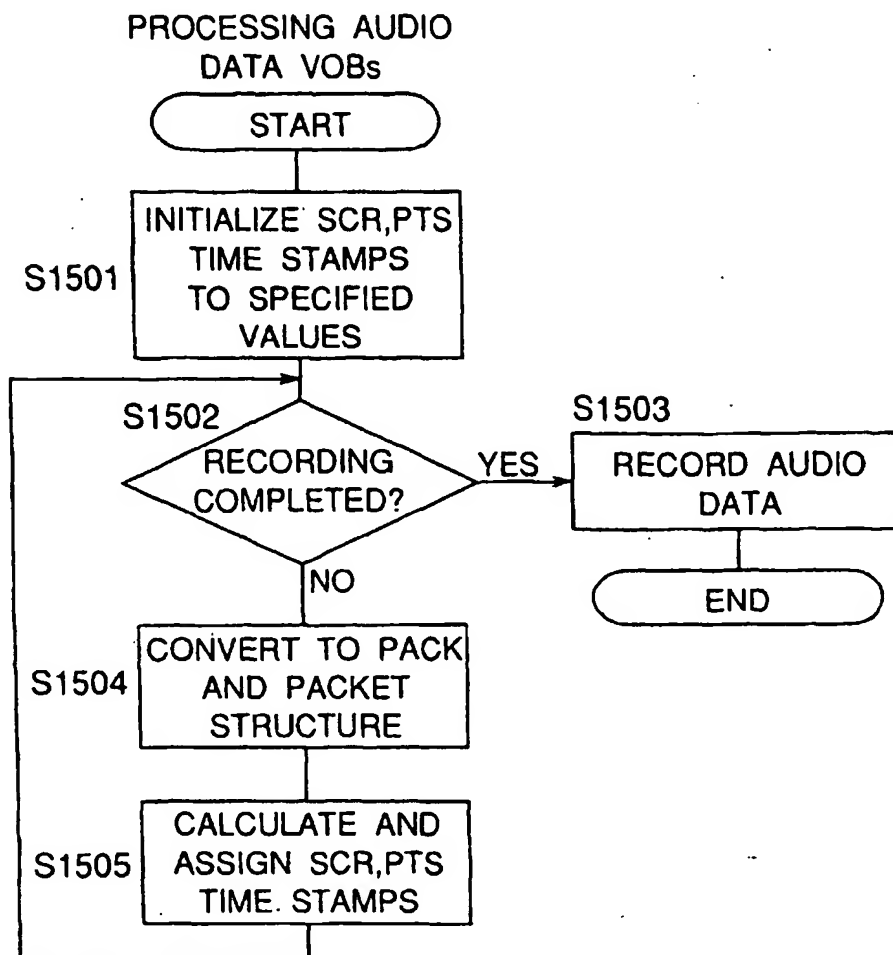 PROCESSING AUDIO
DATA VOBs
START
S1501
INITIALIZE SCR,PTS
TIME STAMPS
TO SPECIFIED
VALUES
S1502
RECORDING
COMPLETED?
YES
S1503
RECORD AUDIO
DATA
END
NO
S1504
CONVERT TO PACK
AND PACKET
STRUCTURE
S1505
CALCULATE AND
ASSIGN SCR,PTS
TIME. STAMPS